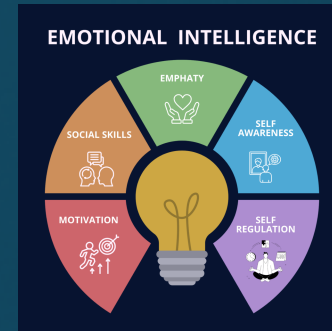 EMOTIONAL INTELLIGENCE
EMPHATY
SOCIAL SKILLS
SELF
AWARENESS
MOTIVATION
SELF
REGULATION